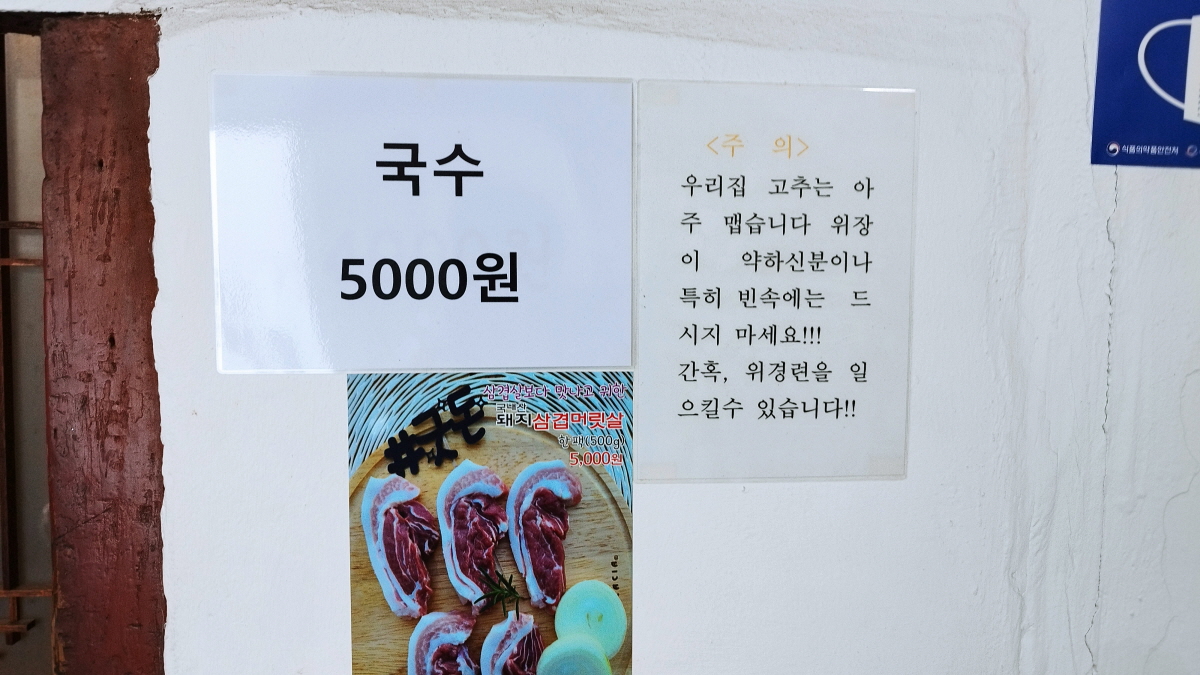 국수
5000원
<주 의>
우리집 고추는 아
주 맵습니다 위장
이 약하신분이나
특히 빈속에는 드
시지 마세요!!!
간혹, 위경련을 일
으킬수 있습니다!!
삼겹살보다 맛나고 귀한
국내산
돼지삼겹머릿살
한팩(500g)
5,000원
#굿돈
식품의약품안전처